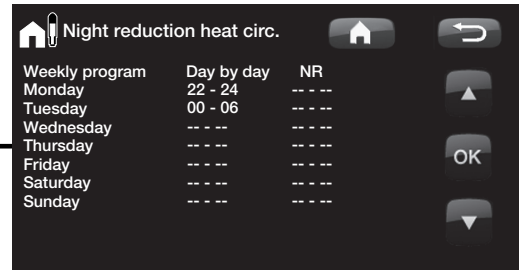 Night reduction heat circ.
Weekly program Day by day NR
Monday 22 - 24 -- - --
Tuesday 00 - 06 -- - --
Wednesday -- - -- -- - --
Thursday -- - -- -- - --
Friday -- - -- -- - --
Saturday -- - -- -- - --
Sunday -- - -- -- - --
OK